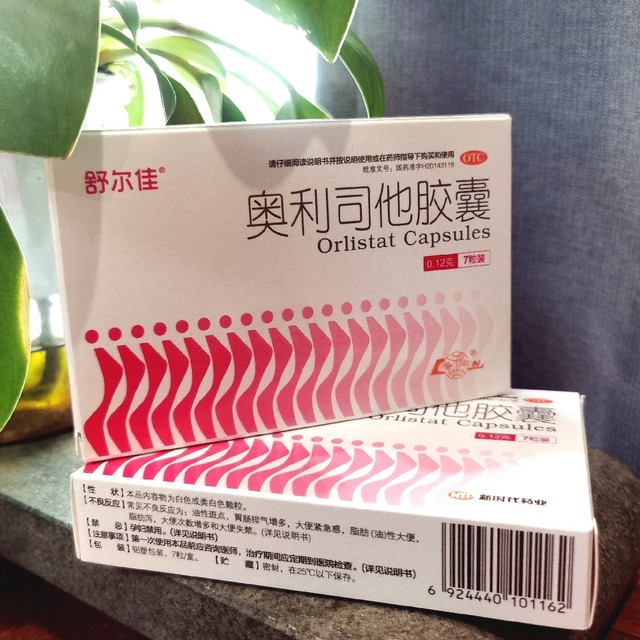 舒尔佳®
请仔细阅读说明书并按说明使用或在药师指导下购买和使用
OTC
批准文号：国药准字H20143119
奥利司他胶囊
Orlistat Capsules
0.12克 7粒装
司他胶囊
Orlistat Capsules
0.12克 7粒装
【性 状】本品内容物为白色或类白色颗粒。
【不良反应】常见不良反应为：油性斑点，胃肠排气增多，大便紧急感，脂肪(油)性大便，
脂肪泻，大便次数增多和大便失禁。（详见说明书）
【禁 忌】孕妇禁用。（详见说明书）
【注意事项】第一次使用本品前应咨询医师，治疗期间应定期到医院检查。（详见说明书）
【包 装】铝塑包装，7粒/盒。 【贮 藏】密封，在25℃以下保存。
新时代药业
6 924440 101162